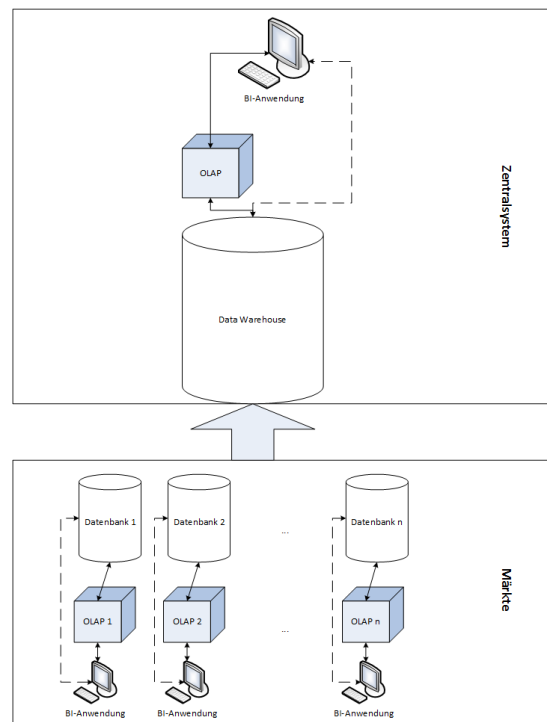 BI-Anwendung
OLAP
Zentralsystem
Data Warehouse
Datenbank 1
Datenbank 2
...
Datenbank n
Märkte
OLAP 1
OLAP 2
...
OLAP n
BI-Anwendung
BI-Anwendung
BI-Anwendung